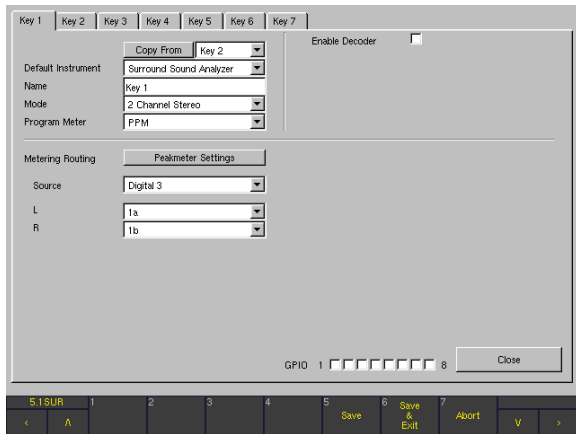 Key 1 Key 2 Key 3 Key 4 Key 5 Key 6 Key 7
Copy From Key 2 Enable Decoder
Default Instrument Surround Sound Analyzer
Name Key 1
Mode 2 Channel Stereo
Program Meter PPM
Metering Routing Peakmeter Settings
Source Digital 3
L 1a
R 1b
GPIO 1 8 Close
5.1SUR 1 2 3 4 5 6 7
< Λ Save Save & Exit Abort V >